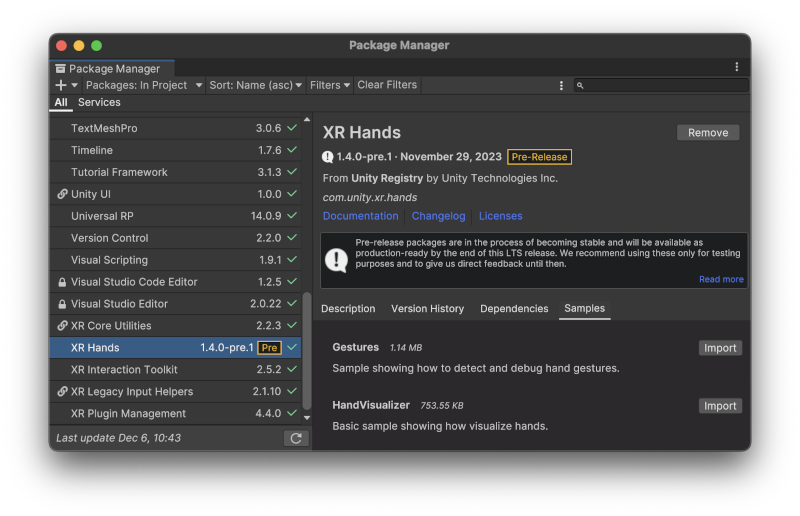 Package Manager
Package Manager
Packages: In Project
Sort: Name (asc)
Filters
Clear Filters
All
Services
TextMeshPro 3.0.6
Timeline 1.7.6
Tutorial Framework 3.1.3
Unity UI 1.0.0
Universal RP 14.0.9
Version Control 2.2.0
Visual Scripting 1.9.1
Visual Studio Code Editor 1.2.5
Visual Studio Editor 2.0.22
XR Core Utilities 2.2.3
XR Hands 1.4.0-pre.1 Pre
XR Interaction Toolkit 2.5.2
XR Legacy Input Helpers 2.1.10
XR Plugin Management 4.4.0
Last update Dec 6, 10:43
XR Hands
Remove
1.4.0-pre.1 · November 29, 2023 Pre-Release
From Unity Registry by Unity Technologies Inc.
com.unity.xr.hands
Documentation Changelog Licenses
Pre-release packages are in the process of becoming stable and will be available as
production-ready by the end of this LTS release. We recommend using these only for testing
purposes and to give us direct feedback until then.
Read more
Description Version History Dependencies Samples
Gestures 1.14 MB
Import
Sample showing how to detect and debug hand gestures.
HandVisualizer 753.55 KB
Import
Basic sample showing how visualize hands.